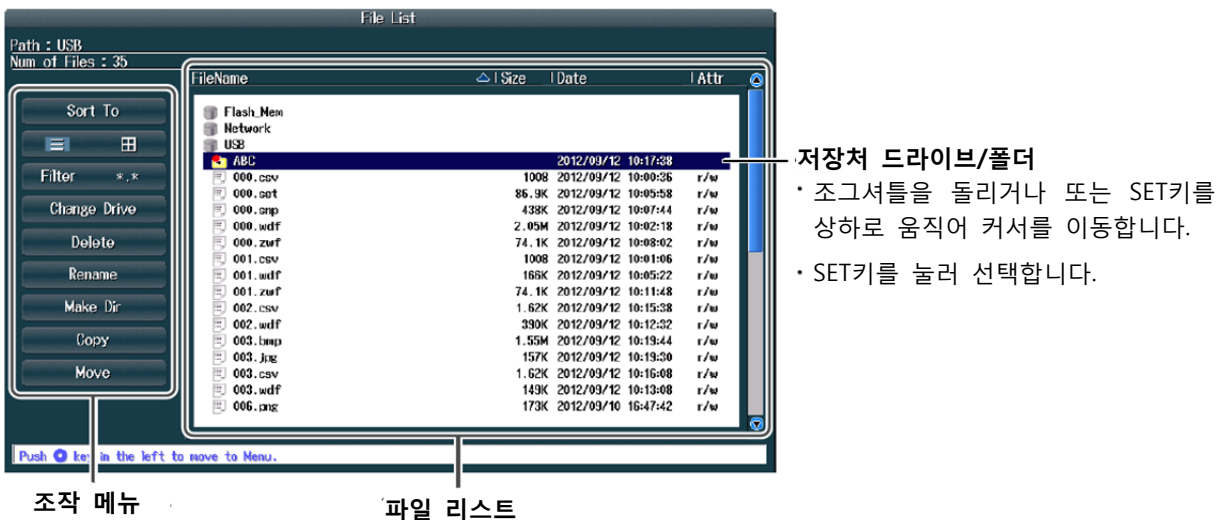 File List
Path : USB
Num of Files : 35
FileName Size Date Attr
Sort To
Filter *.*
Change Drive
Delete
Rename
Make Dir
Copy
Move
Flash_Mem
Network
USB
ABC 2012/09/12 10:17:38
000.csv 1008 2012/09/12 10:00:36 r/w
000.set 86.9K 2012/09/12 10:05:58 r/w
000.snp 438K 2012/09/12 10:07:44 r/w
000.wdf 2.05M 2012/09/12 10:02:18 r/w
000.zwf 74.1K 2012/09/12 10:08:02 r/w
001.csv 1008 2012/09/12 10:01:06 r/w
001.wdf 166K 2012/09/12 10:05:22 r/w
001.zwf 74.1K 2012/09/12 10:11:48 r/w
002.csv 1.62K 2012/09/12 10:15:38 r/w
002.wdf 390K 2012/09/12 10:12:32 r/w
003.bmp 1.55M 2012/09/12 10:19:44 r/w
003.jpg 157K 2012/09/12 10:19:30 r/w
003.csv 1.62K 2012/09/12 10:16:08 r/w
003.wdf 149K 2012/09/12 10:13:08 r/w
006.png 173K 2012/09/10 16:47:42 r/w
Push key in the left to move to Menu.
저장처 드라이브/폴더
・조그셔틀을 돌리거나 또는 SET키를
상하로 움직어 커서를 이동합니다.
・SET키를 눌러 선택합니다.
조작 메뉴
파일 리스트